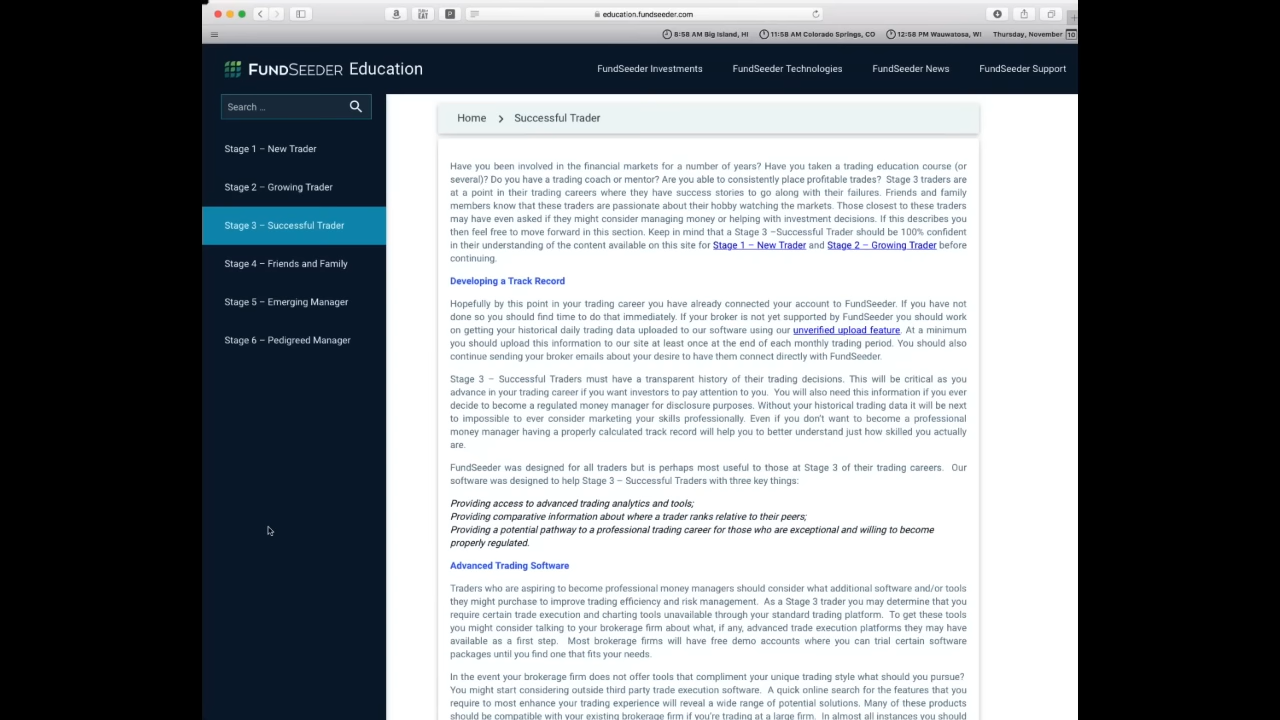 education.fundseeder.com
8:58 AM Big Island, HI
11:58 AM Colorado Springs, CO
12:58 PM Wauwatosa, WI
Thursday, November 10
FUNDSEEDER Education
FundSeeder Investments
FundSeeder Technologies
FundSeeder News
FundSeeder Support
Search ...
Stage 1 – New Trader
Stage 2 – Growing Trader
Stage 3 – Successful Trader
Stage 4 – Friends and Family
Stage 5 – Emerging Manager
Stage 6 – Pedigreed Manager
Home > Successful Trader
Have you been involved in the financial markets for a number of years? Have you taken a trading education course (or
several)? Do you have a trading coach or mentor? Are you able to consistently place profitable trades? Stage 3 traders are
at a point in their trading careers where they have success stories to go along with their failures. Friends and family
members know that these traders are passionate about their hobby watching the markets. Those closest to these traders
may have even asked if they might consider managing money or helping with investment decisions. If this describes you
then feel free to move forward in this section. Keep in mind that a Stage 3 –Successful Trader should be 100% confident
in their understanding of the content available on this site for Stage 1 – New Trader and Stage 2 – Growing Trader before
continuing.
Developing a Track Record
Hopefully by this point in your trading career you have already connected your account to FundSeeder. If you have not
done so you should find time to do that immediately. If your broker is not yet supported by FundSeeder you should work
on getting your historical daily trading data uploaded to our software using our unverified upload feature. At a minimum
you should upload this information to our site at least once at the end of each monthly trading period. You should also
continue sending your broker emails about your desire to have them connect directly with FundSeeder.
Stage 3 – Successful Traders must have a transparent history of their trading decisions. This will be critical as you
advance in your trading career if you want investors to pay attention to you. You will also need this information if you ever
decide to become a regulated money manager for disclosure purposes. Without your historical trading data it will be next
to impossible to ever consider marketing your skills professionally. Even if you don't want to become a professional
money manager having a properly calculated track record will help you to better understand just how skilled you actually
are.
FundSeeder was designed for all traders but is perhaps most useful to those at Stage 3 of their trading careers. Our
software was designed to help Stage 3 – Successful Traders with three key things:
Providing access to advanced trading analytics and tools;
Providing comparative information about where a trader ranks relative to their peers;
Providing a potential pathway to a professional trading career for those who are exceptional and willing to become
properly regulated.
Advanced Trading Software
Traders who are aspiring to become professional money managers should consider what additional software and/or tools
they might purchase to improve trading efficiency and risk management. As a Stage 3 trader you may determine that you
require certain trade execution and charting tools unavailable through your standard trading platform. To get these tools
you might consider talking to your brokerage firm about what, if any, advanced trade execution platforms they may have
available as a first step. Most brokerage firms will have free demo accounts where you can trial certain software
packages until you find one that fits your needs.
In the event your brokerage firm does not offer tools that compliment your unique trading style what should you pursue?
You might start considering outside third party trade execution software. A quick online search for the features that you
require to most enhance your trading experience will reveal a wide range of potential solutions. Many of these products
should be compatible with your existing brokerage firm if you're trading at a large firm. In almost all instances you should